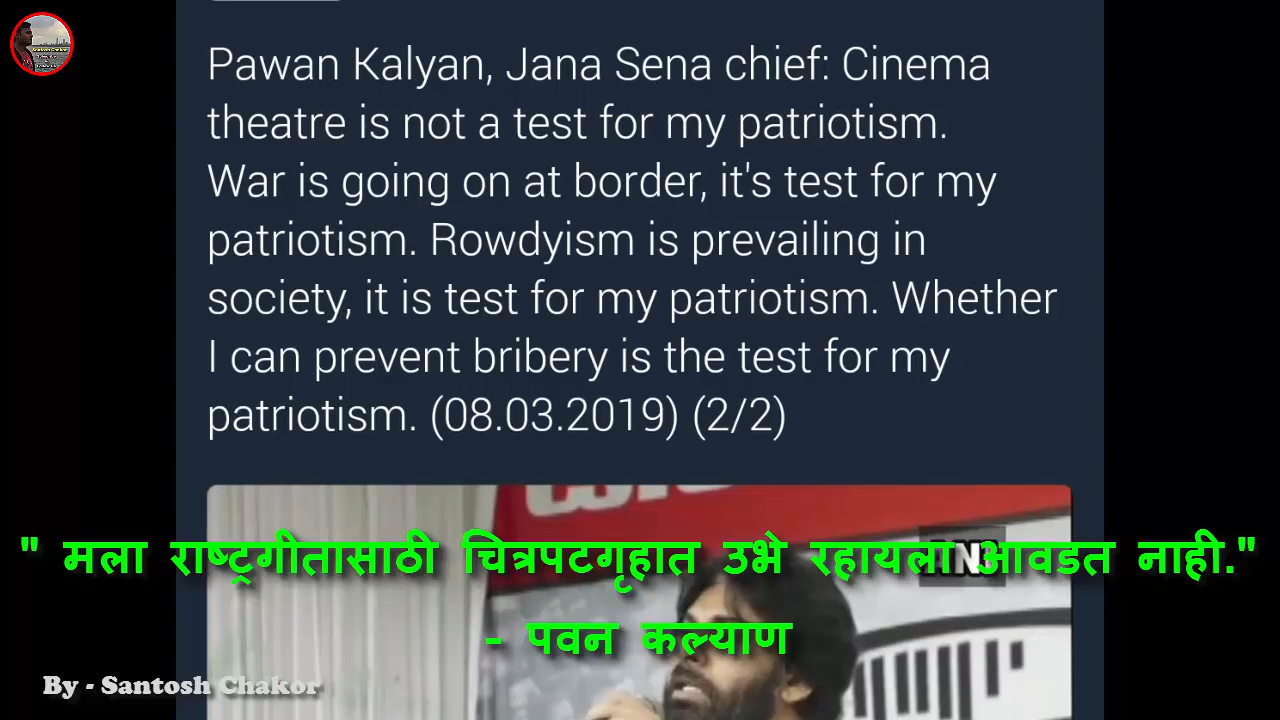 Pawan Kalyan, Jana Sena chief: Cinema
theatre is not a test for my patriotism.
War is going on at border, it's test for my
patriotism. Rowdyism is prevailing in
society, it is test for my patriotism. Whether
I can prevent bribery is the test for my
patriotism. (08.03.2019) (2/2)
" मला राष्ट्रगीतासाठी चित्रपटगृहात उभे रहायला आवडत नाही."
- पवन कल्याण
By - Santosh Chakor